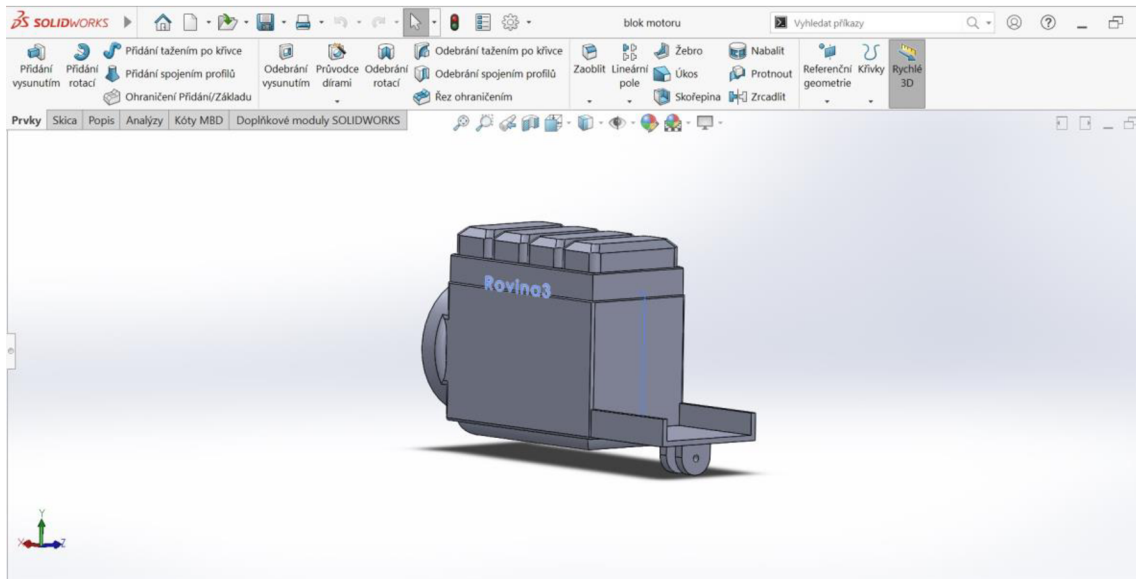 SOLIDWORKS
blok motoru
Vyhledat příkazy
Přidání vysunutím
Přidání rotací
Přidání tažením po křivce
Přidání spojením profilů
Ohraničení Přidání/Základu
Odebrání vysunutím
Průvodce dírami
Odebrání rotací
Odebrání tažením po křivce
Odebrání spojením profilů
Řez ohraničením
Zaoblit
Lineární pole
Žebro
Úkos
Skořepina
Nabalit
Protnout
Zrcadlit
Referenční geometrie
Křivky
Rychlé 3D
Prvky Skica Popis Analýzy Kóty MBD Doplňkové moduly SOLIDWORKS
Rovina3
Y
X
Z